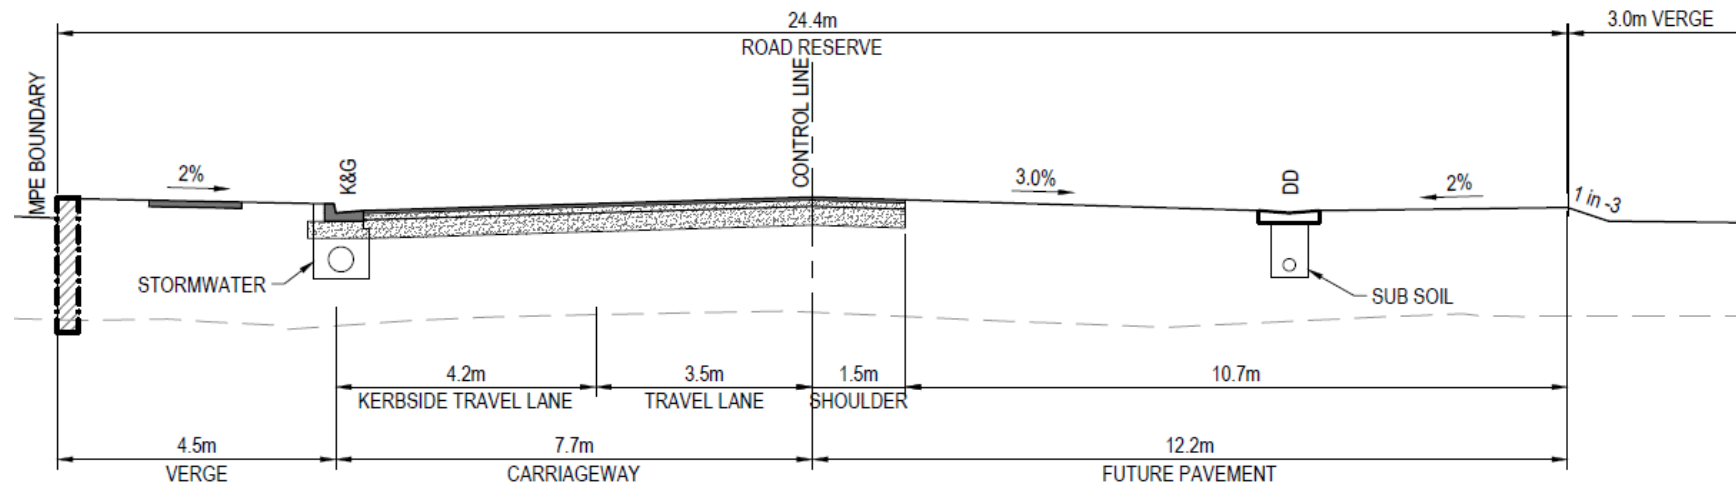 24.4m
3.0m VERGE
ROAD RESERVE
MPE BOUNDARY
CONTROL LINE
2%
K&G
3.0%
DD
2%
1 in -3
STORMWATER
SUB SOIL
4.2m
3.5m
1.5m
10.7m
KERBSIDE TRAVEL LANE
TRAVEL LANE
SHOULDER
4.5m
7.7m
12.2m
VERGE
CARRIAGEWAY
FUTURE PAVEMENT